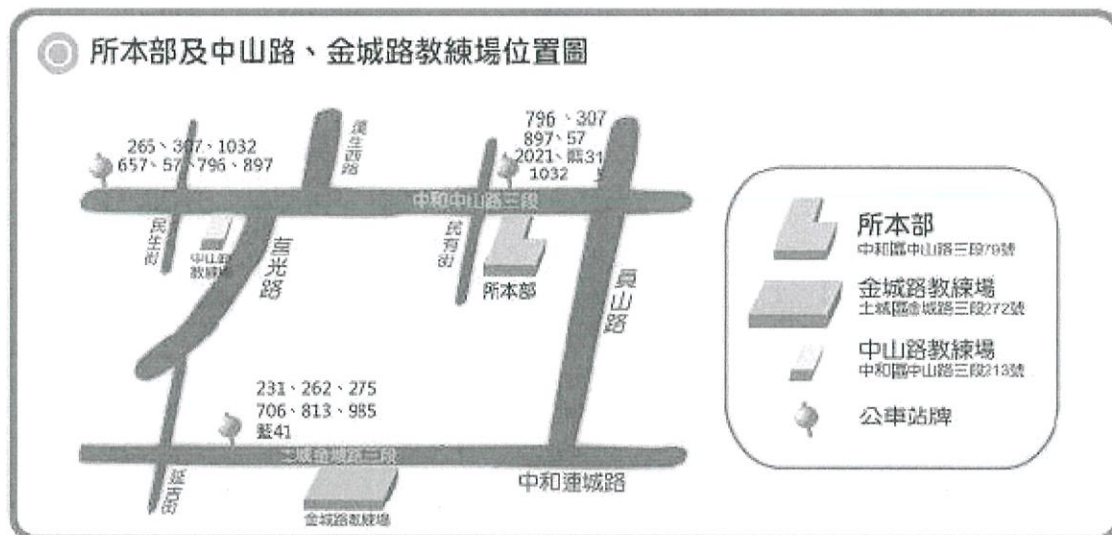 所本部及中山路、金城路教練場位置圖
265、307、1032
657、57、796、897
796、307
897、57
2021、藍31
1032
中和中山路三段
民生街
中山路
教練場
莒光路
民有街
所本部
員山路
231、262、275
706、813、985
藍41
土城金城路三段
延吉街
中和連城路
金城路教練場
所本部
中和區中山路三段79號
金城路教練場
土城區金城路三段272號
中山路教練場
中和區中山路三段213號
公車站牌